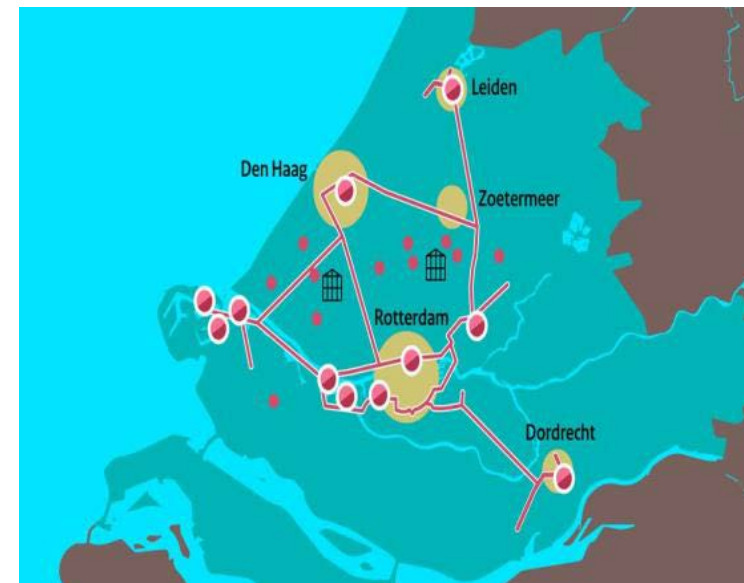 Leiden
Den Haag
Zoetermeer
Rotterdam
Dordrecht